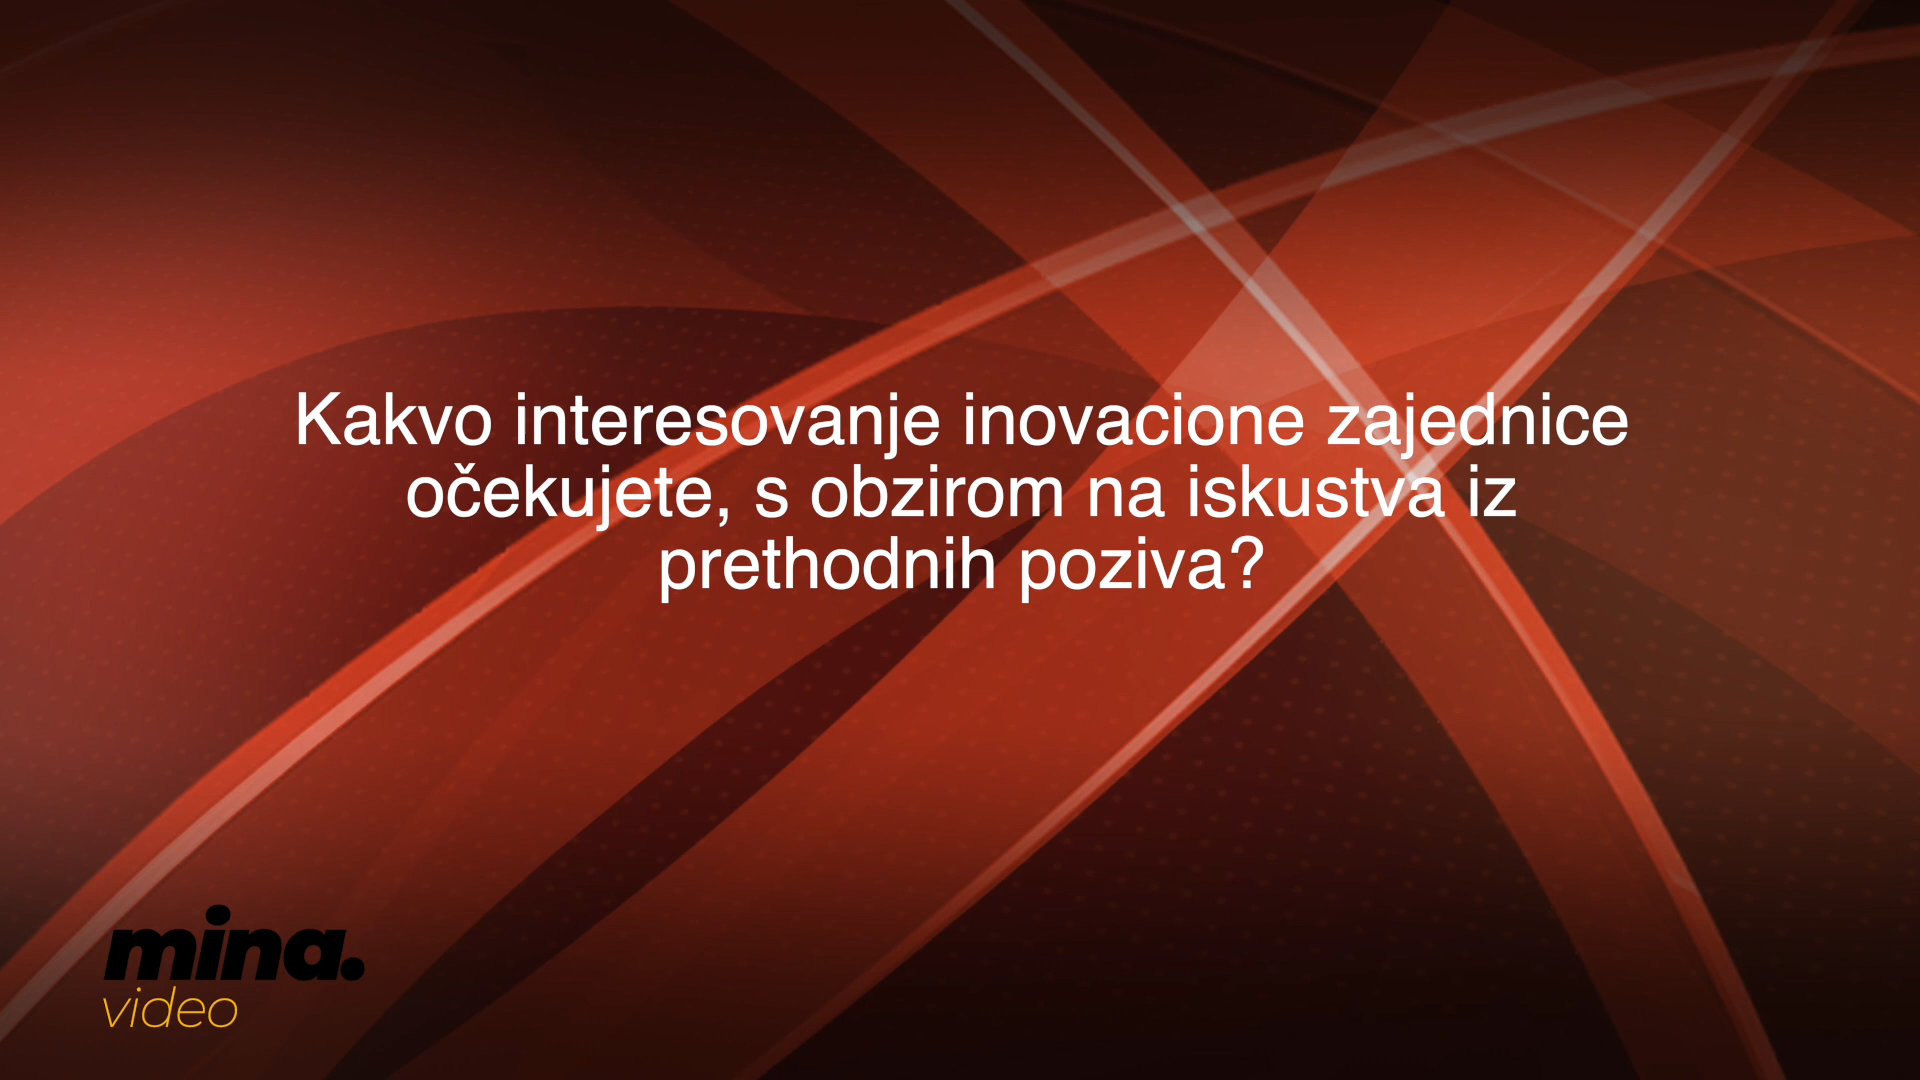 Kakvo interesovanje inovacione zajednice
očekujete, s obzirom na iskustva iz
prethodnih poziva?
mina.
video